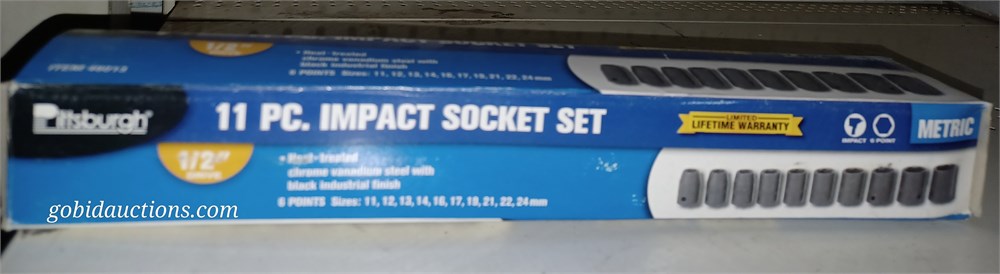 1/2"
IMPACT SOCKET SET
• Heat-treated
chrome vanadium steel with
black industrial finish
6 POINTS Sizes: 11, 12, 13, 14, 16, 17, 19, 21, 22, 24mm
Pittsburgh®
11 PC. IMPACT SOCKET SET
LIMITED
LIFETIME WARRANTY
IMPACT 6 POINT
METRIC
1/2"
DRIVE
• Heat-treated
chrome vanadium steel with
black industrial finish
6 POINTS Sizes: 11, 12, 13, 14, 16, 17, 19, 21, 22, 24mm
gobidauctions.com